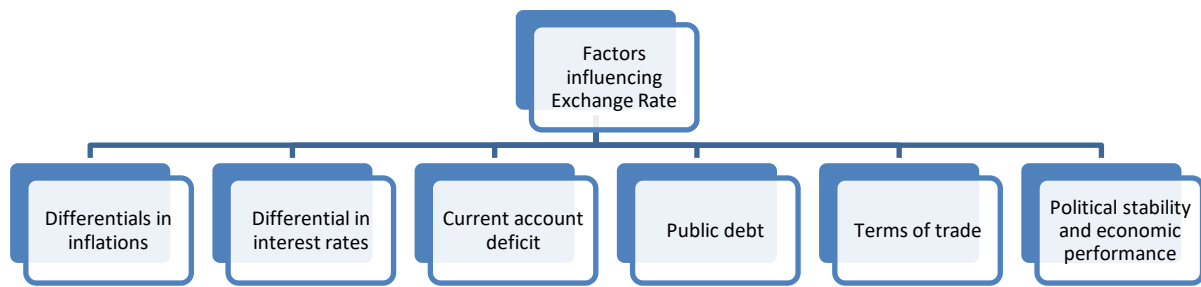 Factors
influencing
Exchange Rate
Differentials in
inflations
Differential in
interest rates
Current account
deficit
Public debt
Terms of trade
Political stability
and economic
performance